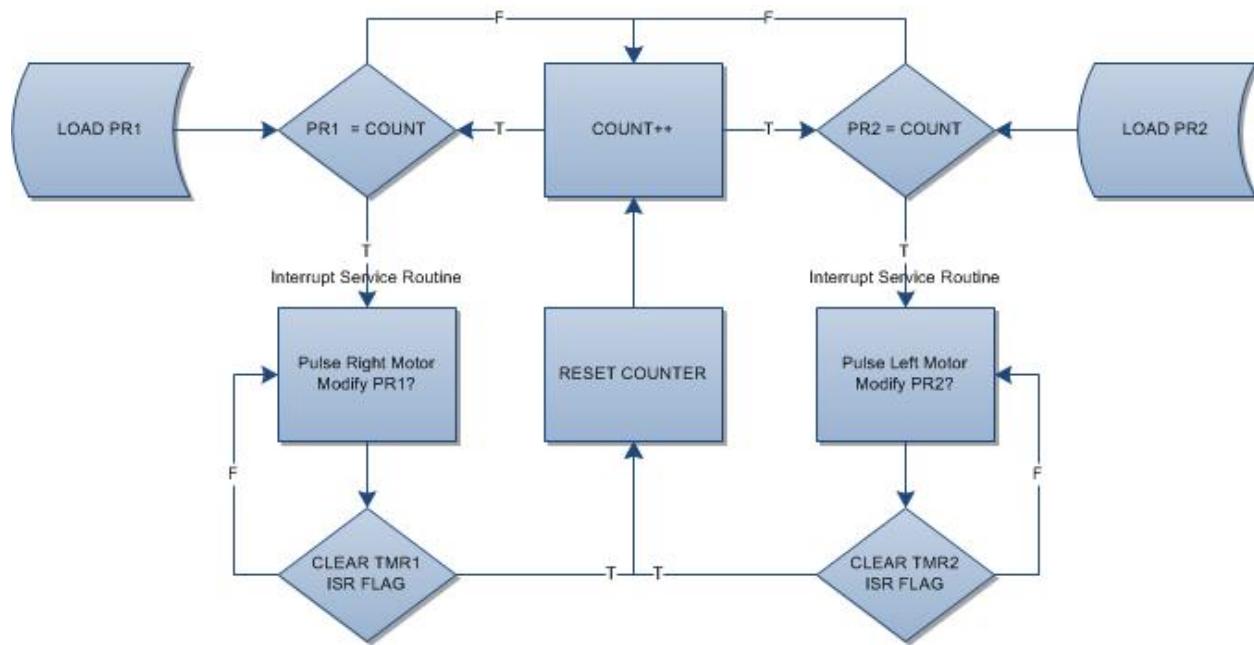 F
F
LOAD PR1
PR1 = COUNT
T
COUNT++
T
PR2 = COUNT
LOAD PR2
T
T
Interrupt Service Routine
Interrupt Service Routine
Pulse Right Motor
Modify PR1?
RESET COUNTER
Pulse Left Motor
Modify PR2?
F
F
CLEAR TMR1
ISR FLAG
T
T
CLEAR TMR2
ISR FLAG